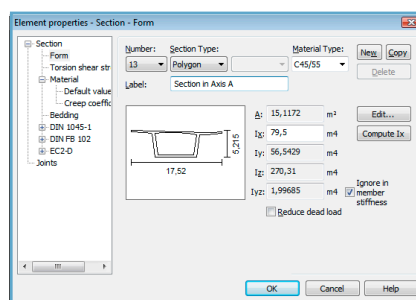 Element properties - Section - Form
Section
Form
Torsion shear str
Material
Default value
Creep coeffic
Bedding
DIN 1045-1
DIN FB 102
EC2-D
Joints
Number: Section Type: Material Type:
13 Polygon C45/55
New Copy
Delete
Label: Section in Axis A
5,215
17,52
A: 15,1172 m² Edit...
Ix: 79,5 m4 Compute Ix
Iy: 56,5429 m4
Iz: 270,31 m4
Iyz: 1,99685 m4
Ignore in
member
stiffness
Reduce dead load
OK Cancel Help